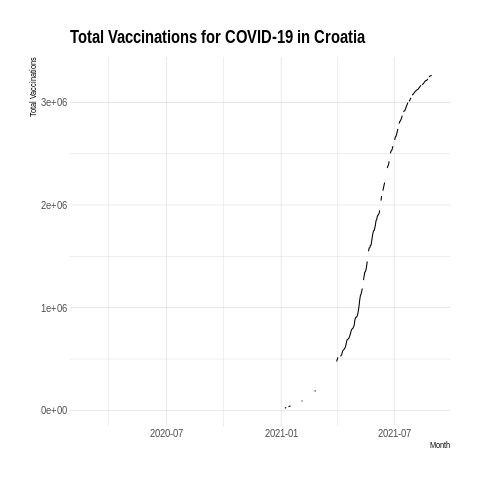 Total Vaccinations for COVID-19 in Croatia
Total Vaccinations
3e+06
2e+06
1e+06
0e+00
2020-07 2021-01 2021-07
Month